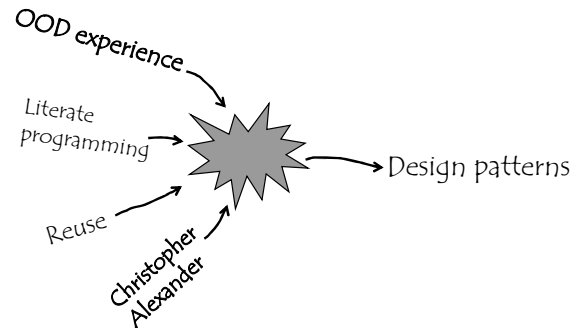 OOD experience
Literate
programming
Reuse
Christopher
Alexander
Design patterns